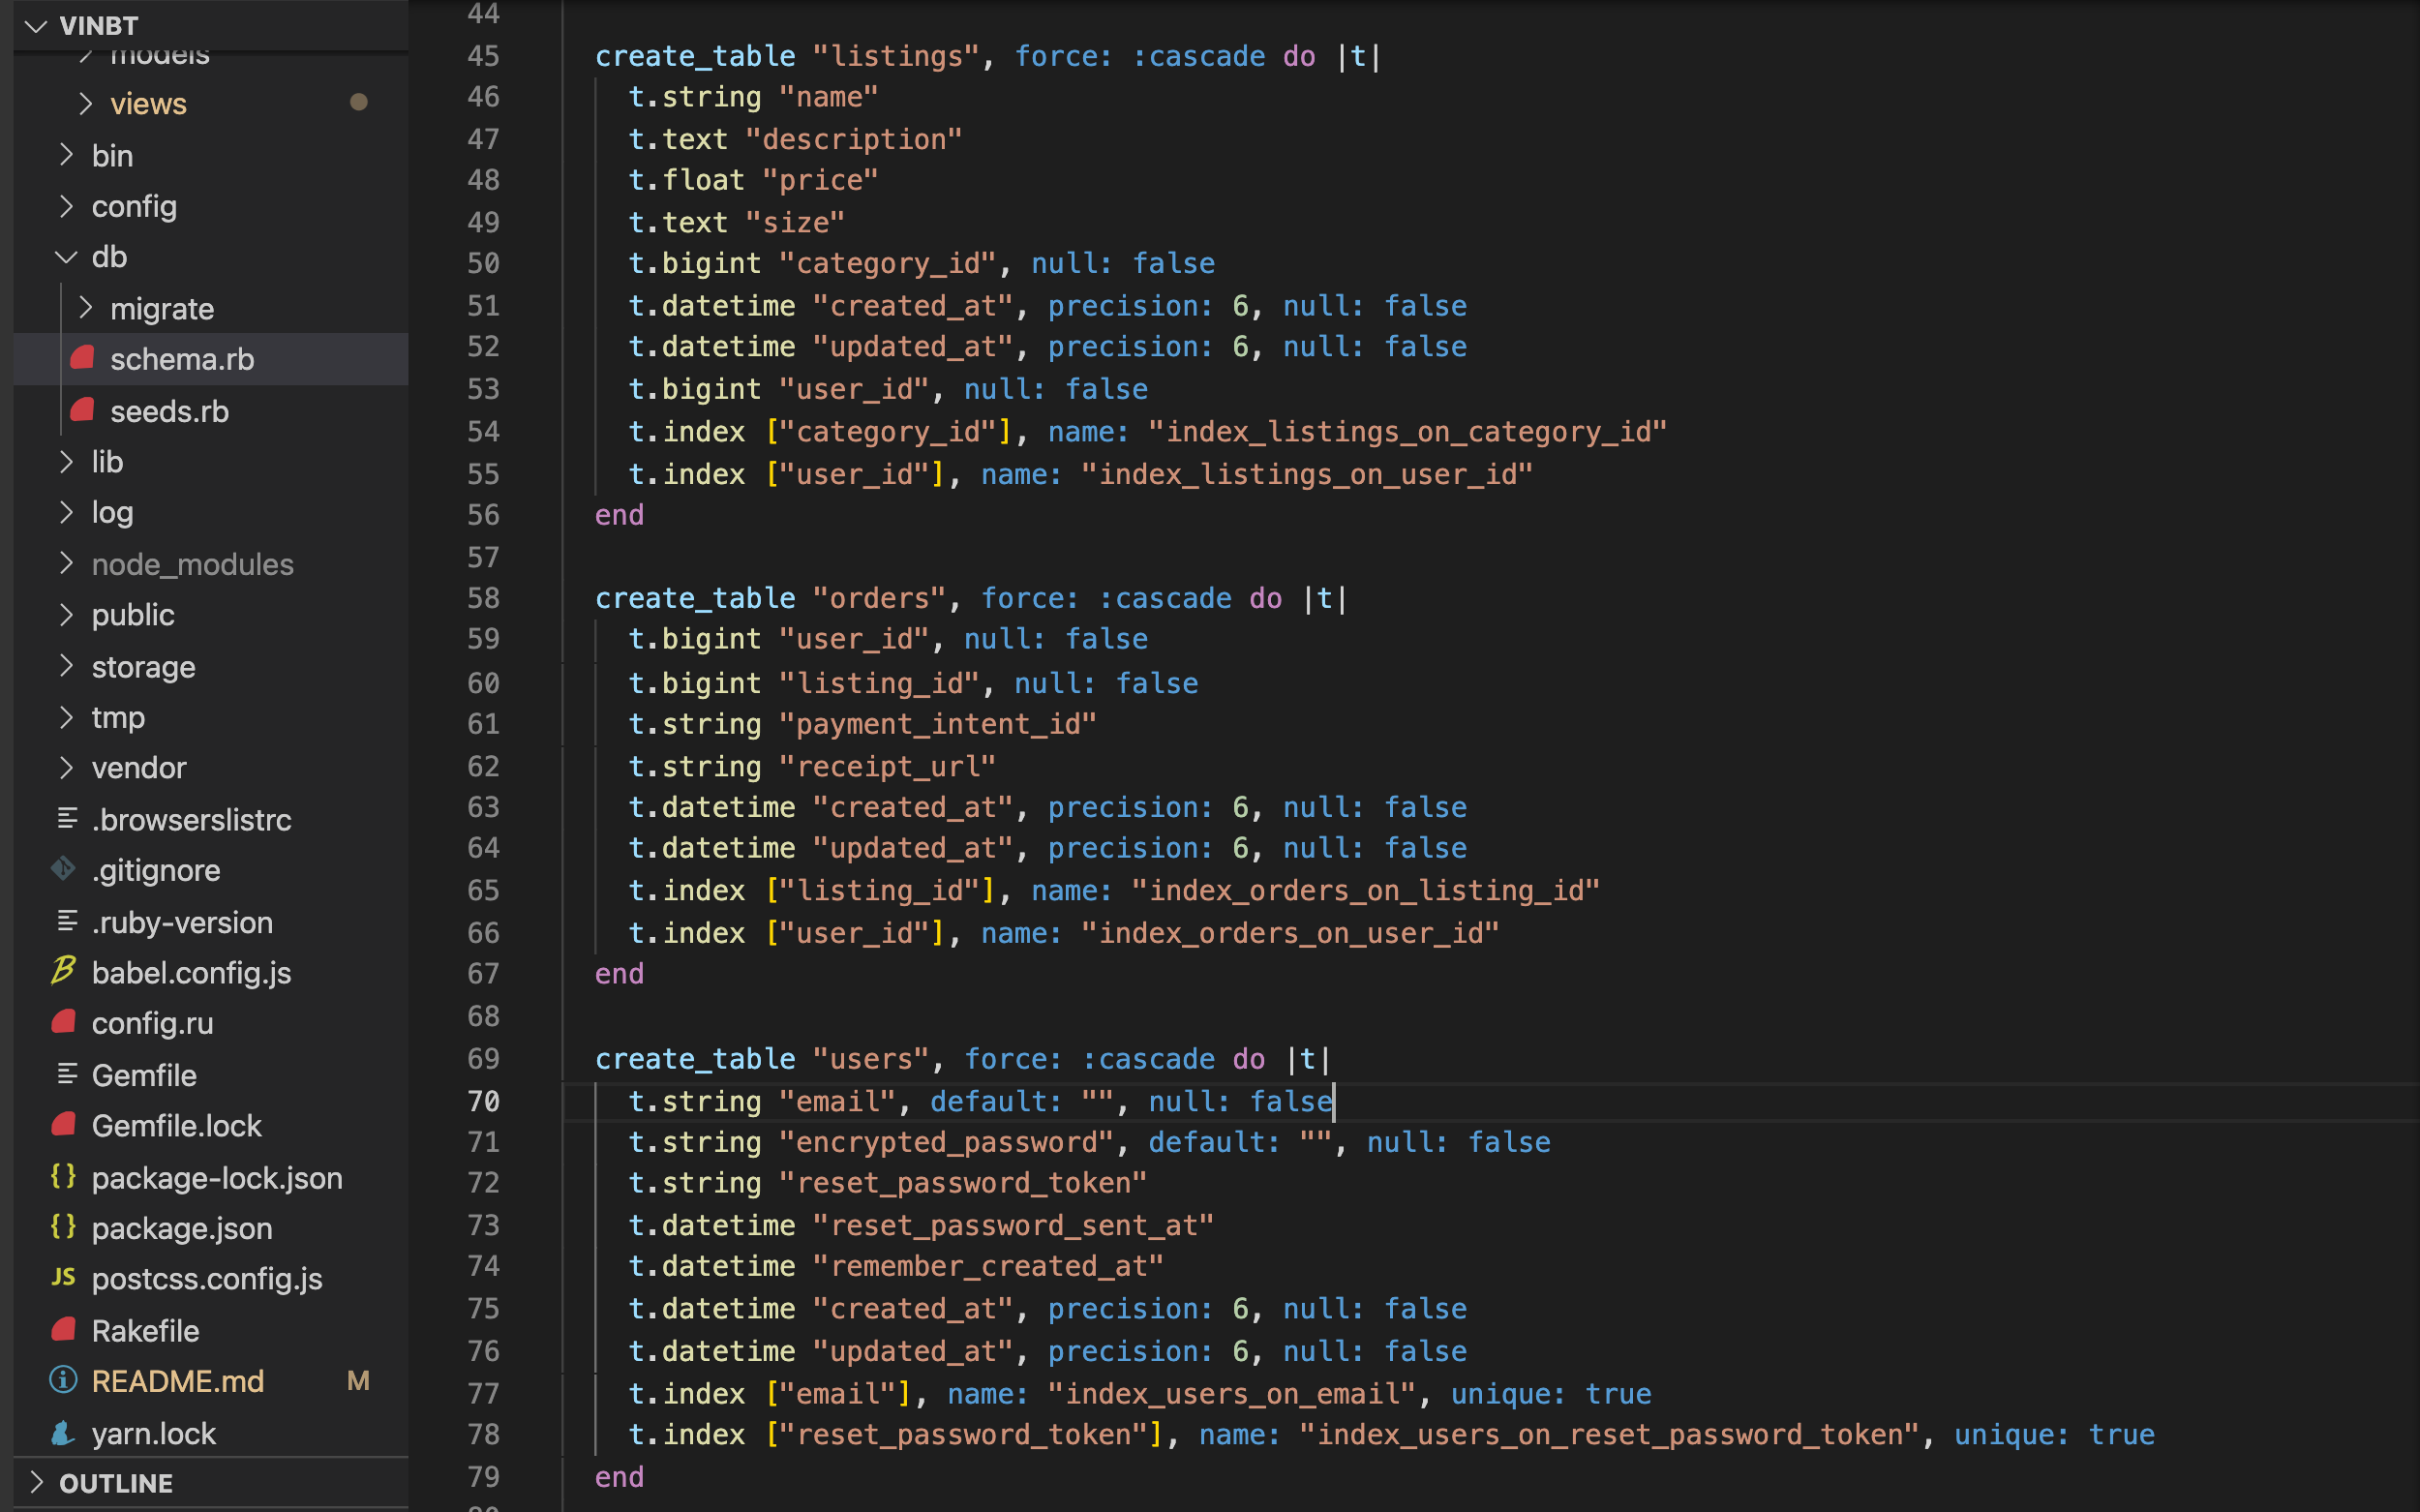 VINBT
models
views
bin
config
db
migrate
schema.rb
seeds.rb
lib
log
node_modules
public
storage
tmp
vendor
.browserslistrc
.gitignore
.ruby-version
babel.config.js
config.ru
Gemfile
Gemfile.lock
{} package-lock.json
{} package.json
JS postcss.config.js
Rakefile
README.md M
yarn.lock
OUTLINE
44
45 create_table "listings", force: :cascade do |t|
46 t.string "name"
47 t.text "description"
48 t.float "price"
49 t.text "size"
50 t.bigint "category_id", null: false
51 t.datetime "created_at", precision: 6, null: false
52 t.datetime "updated_at", precision: 6, null: false
53 t.bigint "user_id", null: false
54 t.index ["category_id"], name: "index_listings_on_category_id"
55 t.index ["user_id"], name: "index_listings_on_user_id"
56 end
57
58 create_table "orders", force: :cascade do |t|
59 t.bigint "user_id", null: false
60 t.bigint "listing_id", null: false
61 t.string "payment_intent_id"
62 t.string "receipt_url"
63 t.datetime "created_at", precision: 6, null: false
64 t.datetime "updated_at", precision: 6, null: false
65 t.index ["listing_id"], name: "index_orders_on_listing_id"
66 t.index ["user_id"], name: "index_orders_on_user_id"
67 end
68
69 create_table "users", force: :cascade do |t|
70 t.string "email", default: "", null: false
71 t.string "encrypted_password", default: "", null: false
72 t.string "reset_password_token"
73 t.datetime "reset_password_sent_at"
74 t.datetime "remember_created_at"
75 t.datetime "created_at", precision: 6, null: false
76 t.datetime "updated_at", precision: 6, null: false
77 t.index ["email"], name: "index_users_on_email", unique: true
78 t.index ["reset_password_token"], name: "index_users_on_reset_password_token", unique: true
79 end
80